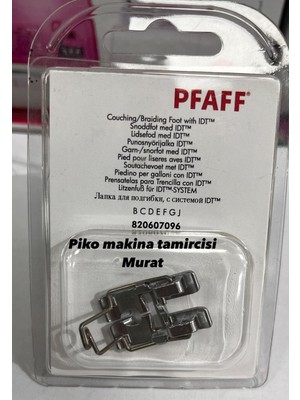 PFAFF®
Couching/Braiding Foot with IDT™
Snoddfot med IDT™
Lidsefod med IDT™
Punosnyörijalka IDT™
Garn-/snorfot med IDT™
Pied pour liseres aves IDT™
Soutachevoet met IDT™
Piedino per galloni con IDT™
Prensatelas para Trencilla con IDT™
Litzenfuß für IDT™-SYSTEM
Лапка для подгибки, с системой IDT™
B C D E F G J
820607096
Piko makina tamircisi
Murat